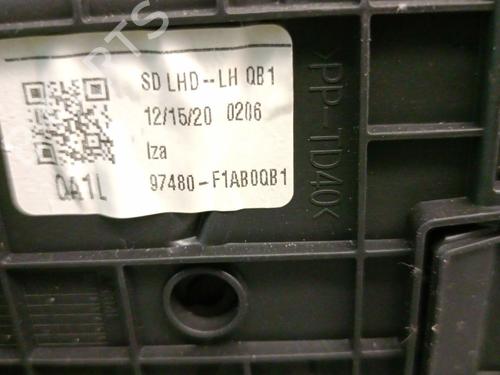 SD LHD--LH QB1
12/15/20 0206
Iza
97480-F1AB0QB1
QA1L
>PP-TD40<